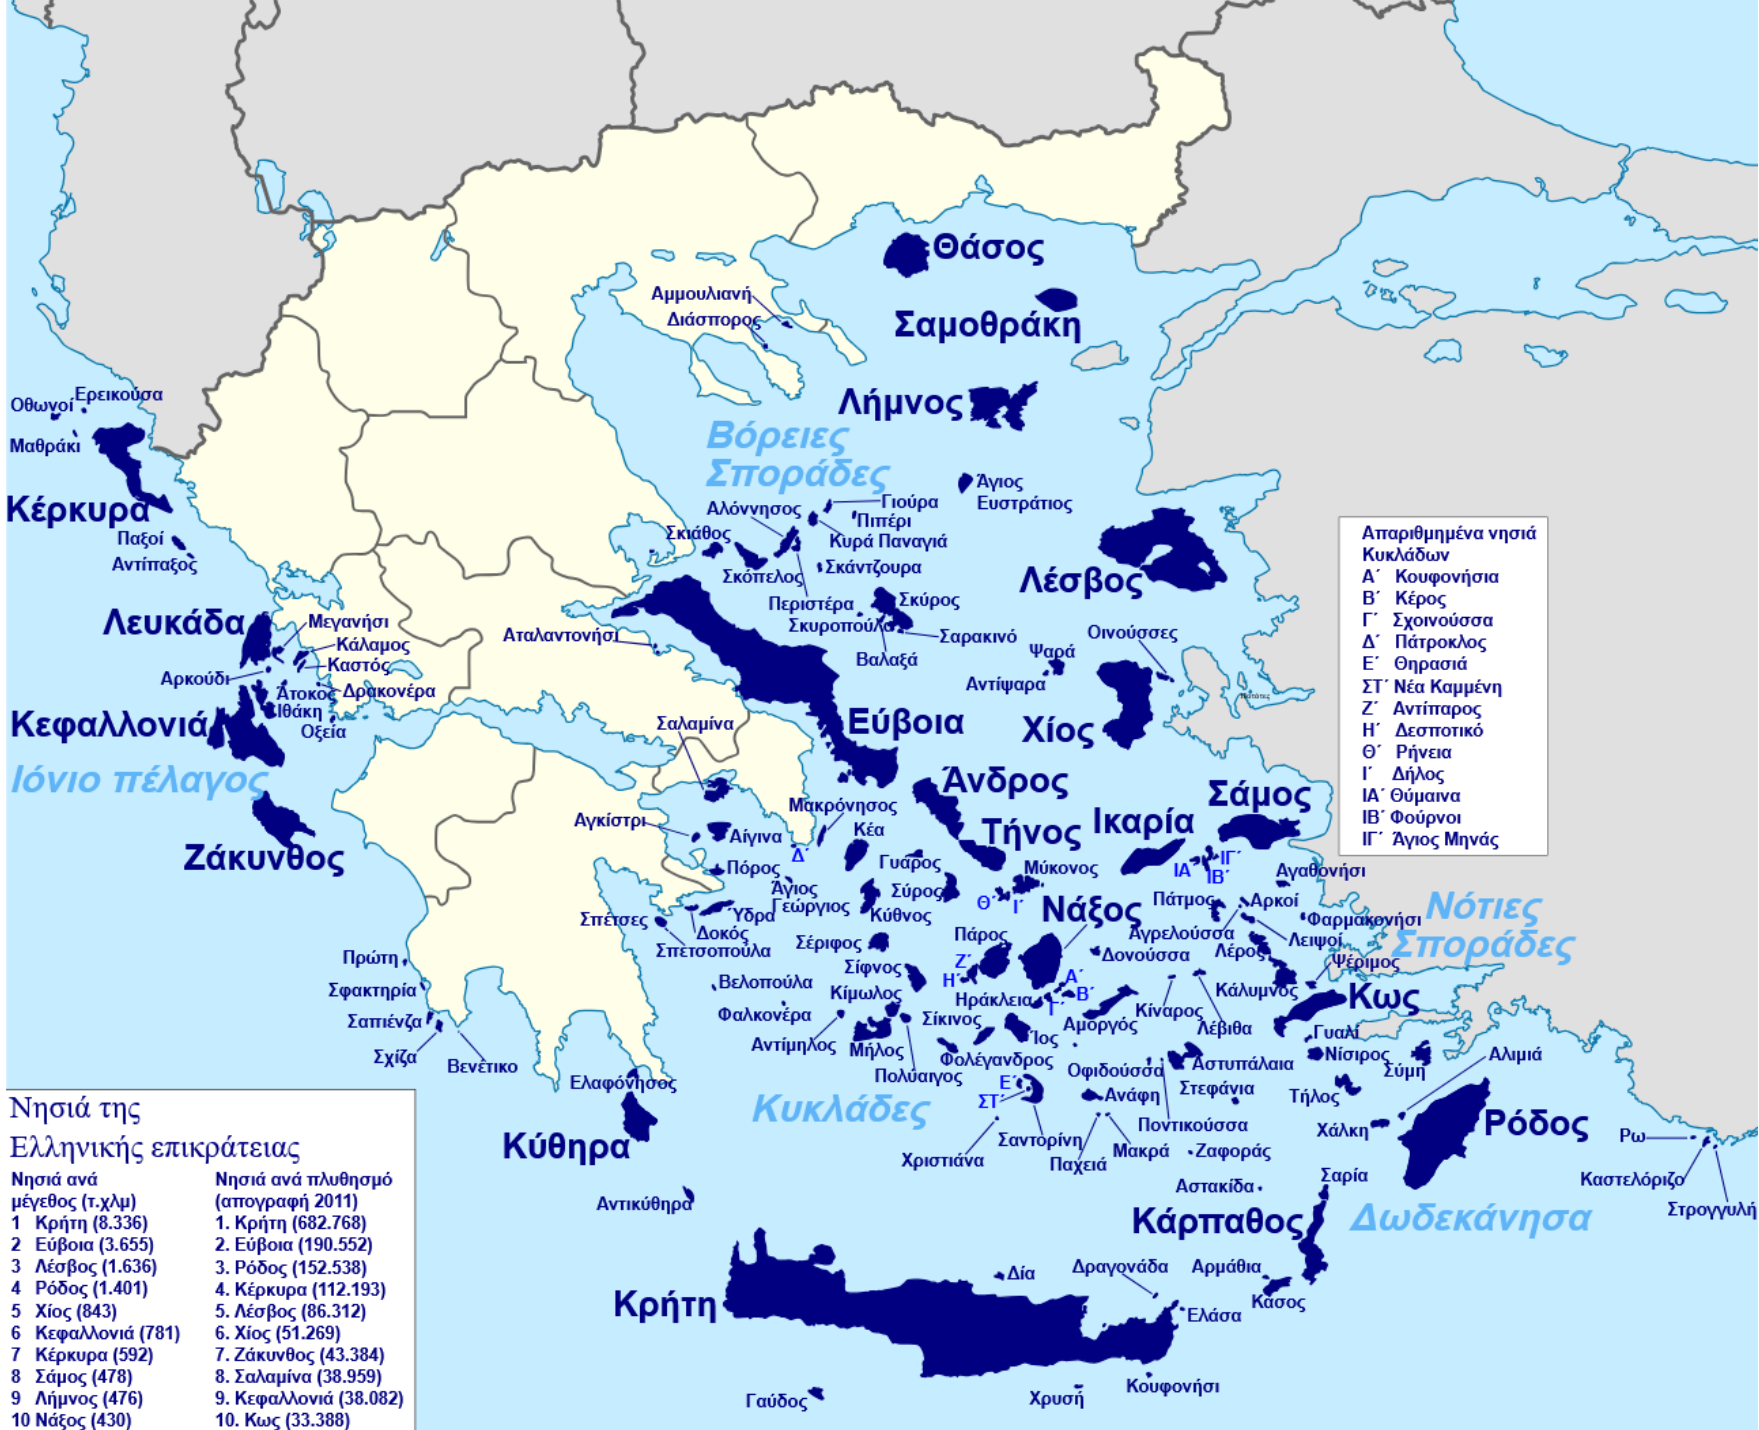 Θάσος
Αμμουλιανή
Διάσπορος
Σαμοθράκη
Λήμνος
Ερεικούσα
Οθωνοί
Μαθράκι
Βόρειες
Σποράδες
Άγιος
Ευστράτιος
Κέρκυρα
Γιούρα
Αλόννησος
Πιπέρι
Σκιάθος
Κυρά Παναγιά
Παξοί
Αντίπαξος
Σκόπελος
Σκάντζουρα
Λέσβος
Περιστέρα
Σκύρος
Σκυροπούλα
Σαρακινό
Βαλαξά
Λευκάδα
Μεγανήσι
Κάλαμος
Καστός
Αρκούδι
Άτοκος
Δρακονέρα
Ιθάκη
Οξεία
Κεφαλλονιά
Αταλαντονήσι
Οινούσσες
Ψαρά
Αντίψαρα
Χίος
Εύβοια
Σαλαμίνα
Ιόνιο πέλαγος
Ζάκυνθος
Άνδρος
Σάμος
Μακρόνησος
Αγκίστρι
Αίγινα
Κέα
Τήνος
Ικαρία
Δ΄
Πόρος
Γυάρος
Μύκονος
ΙΑ΄
ΙΓ΄
ΙΒ΄
Αγαθονήσι
Άγιος
Γεώργιος
Σύρος
Θ΄
Ι΄
Νάξος
Πάτμος
Αρκοί
Φαρμακονήσι
Νότιες
Σποράδες
Σπέτσες
Ύδρα
Δοκός
Σπετσοπούλα
Κύθνος
Σέριφος
Πάρος
Αγρελούσσα
Λειψοί
Λέρος
Δονούσσα
Ψέριμος
Πρώτη
Σφακτηρία
Σαπιένζα
Σχίζα
Βενέτικο
Βελοπούλα
Φαλκονέρα
Σίφνος
Κίμωλος
Ζ΄
Η΄
Ηράκλεια
Α΄
Β΄
Γ΄
Κίναρος
Λέβιθα
Κάλυμνος
Κως
Αντίμηλος
Μήλος
Πολύαιγος
Σίκινος
Φολέγανδρος
Ίος
Αμοργός
Γυαλί
Νίσιρος
Σύμη
Αλιμιά
Οφιδούσσα
Αστυπάλαια
Στεφάνια
Τήλος
Ελαφόνησος
Κυκλάδες
Ε΄
ΣΤ΄
Ανάφη
Ποντικούσσα
Σαντορίνη
Χριστιάνα
Παχειά
Μακρά
Ζαφοράς
Χάλκη
Ρόδος
Ρω
Καστελόριζο
Στρογγυλή
Κύθηρα
Αντικύθηρα
Αστακίδα
Σαρία
Κάρπαθος
Δωδεκάνησα
Κρήτη
Δία
Δραγονάδα
Αρμάθια
Κάσος
Ελάσα
Γαύδος
Χρυσή
Κουφονήσι
Απαριθμημένα νησιά
Κυκλάδων
Α΄ Κουφονήσια
Β΄ Κέρος
Γ΄ Σχοινούσσα
Δ΄ Πάτροκλος
Ε΄ Θηρασιά
ΣΤ΄ Νέα Καμμένη
Ζ΄ Αντίπαρος
Η΄ Δεσποτικό
Θ΄ Ρήνεια
Ι΄ Δήλος
ΙΑ΄ Θύμαινα
ΙΒ΄ Φούρνοι
ΙΓ΄ Άγιος Μηνάς
Νησιά της
Ελληνικής επικράτειας
Νησιά ανά
μέγεθος (τ.χλμ)
1 Κρήτη (8.336)
2 Εύβοια (3.655)
3 Λέσβος (1.636)
4 Ρόδος (1.401)
5 Χίος (843)
6 Κεφαλλονιά (781)
7 Κέρκυρα (592)
8 Σάμος (478)
9 Λήμνος (476)
10 Νάξος (430)
Νησιά ανά πλυθησμό
(απογραφή 2011)
1. Κρήτη (682.768)
2. Εύβοια (190.552)
3. Ρόδος (152.538)
4. Κέρκυρα (112.193)
5. Λέσβος (86.312)
6. Χίος (51.269)
7. Ζάκυνθος (43.384)
8. Σαλαμίνα (38.959)
9. Κεφαλλονιά (38.082)
10. Κως (33.388)